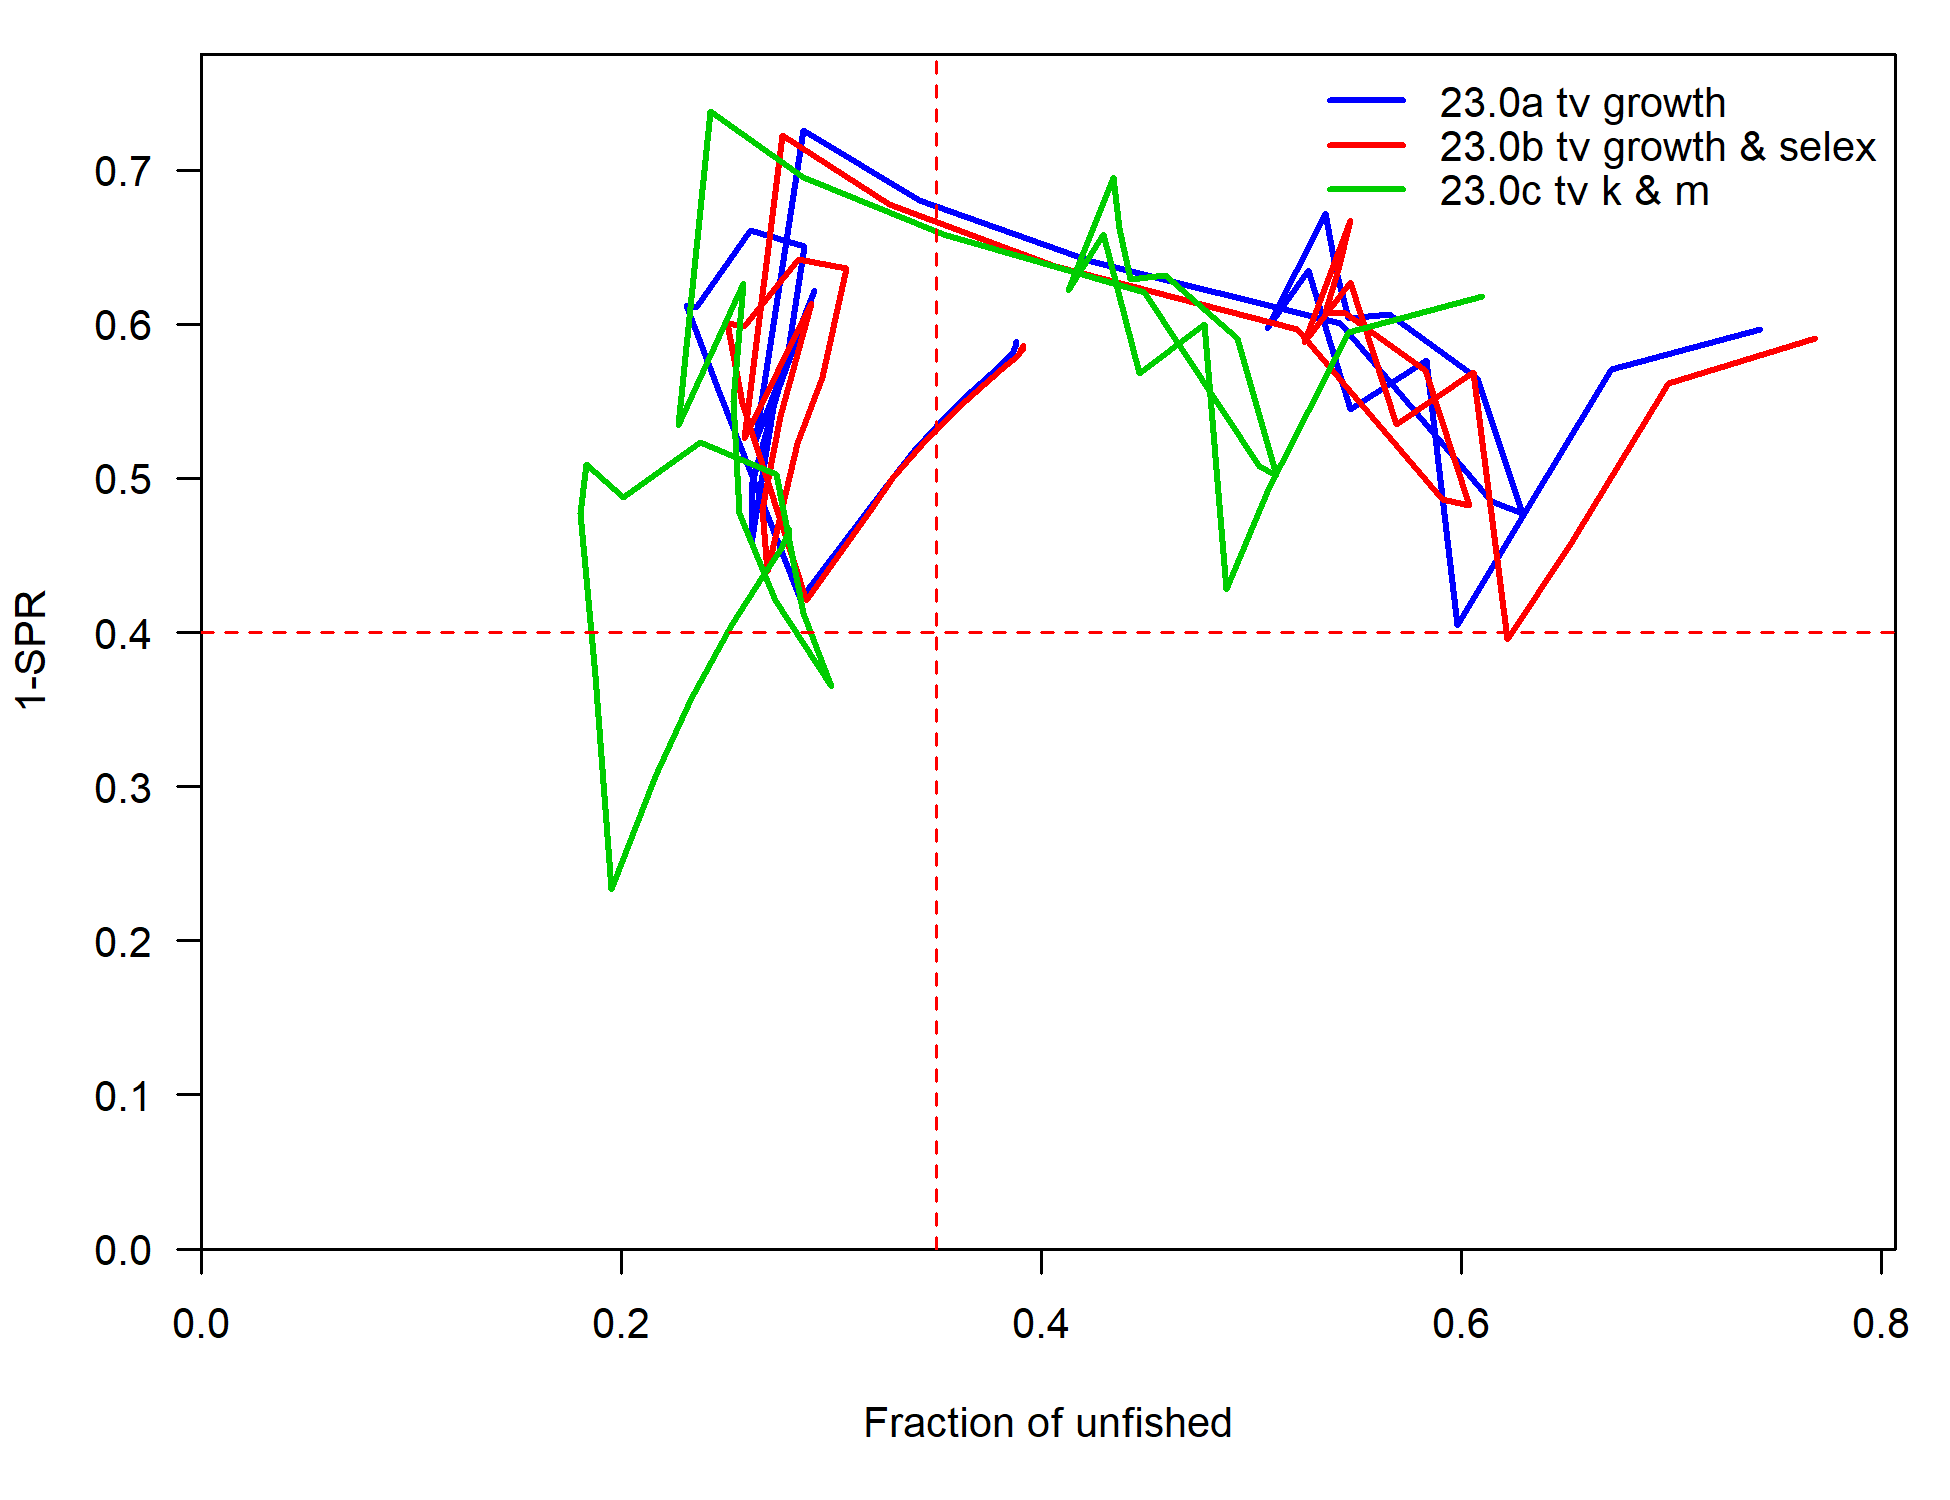 23.0a tv growth
23.0b tv growth & selex
23.0c tv k & m
0.7
0.6
0.5
0.4
0.3
0.2
0.1
0.0
1-SPR
0.0 0.2 0.4 0.6 0.8
Fraction of unfished